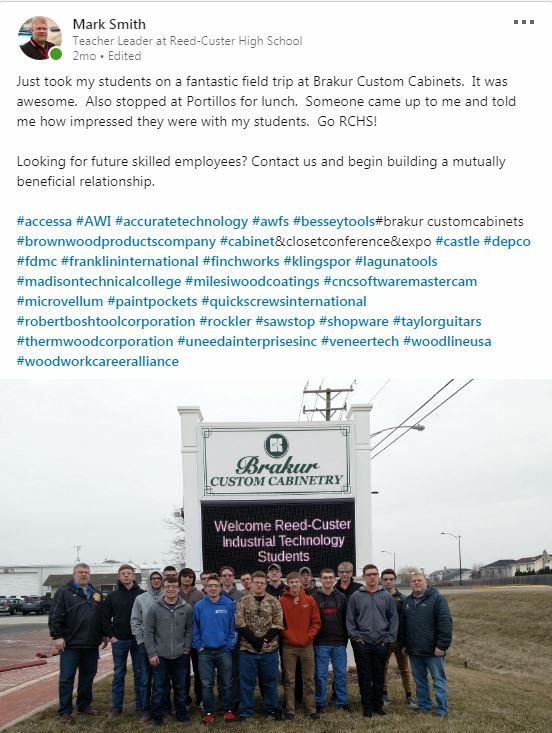 Mark Smith
Teacher Leader at Reed-Custer High School
2mo • Edited
Just took my students on a fantastic field trip at Brakur Custom Cabinets. It was
awesome. Also stopped at Portillos for lunch. Someone came up to me and told
me how impressed they were with my students. Go RCHS!
Looking for future skilled employees? Contact us and begin building a mutually
beneficial relationship.
#accessa #AWI #accuratetechnology #awfs #besseytools#brakur customcabinets
#brownwoodproductscompany #cabinet&closetconference&expo #castle #depco
#fdmc #franklininternational #finchworks #klingspor #lagunatools
#madisontechnicalcollege #milesiwoodcoatings #cncsoftwaremastercam
#microvellum #paintpockets #quickscrewsinternational
#robertboshtoolcorporation #rockler #sawstop #shopware #taylorguitars
#thermwoodcorporation #uneedainterprisesinc #veneertech #woodlineusa
#woodworkcareeralliance
Brakur
CUSTOM CABINETRY
Welcome Reed-Custer
Industrial Technology
Students